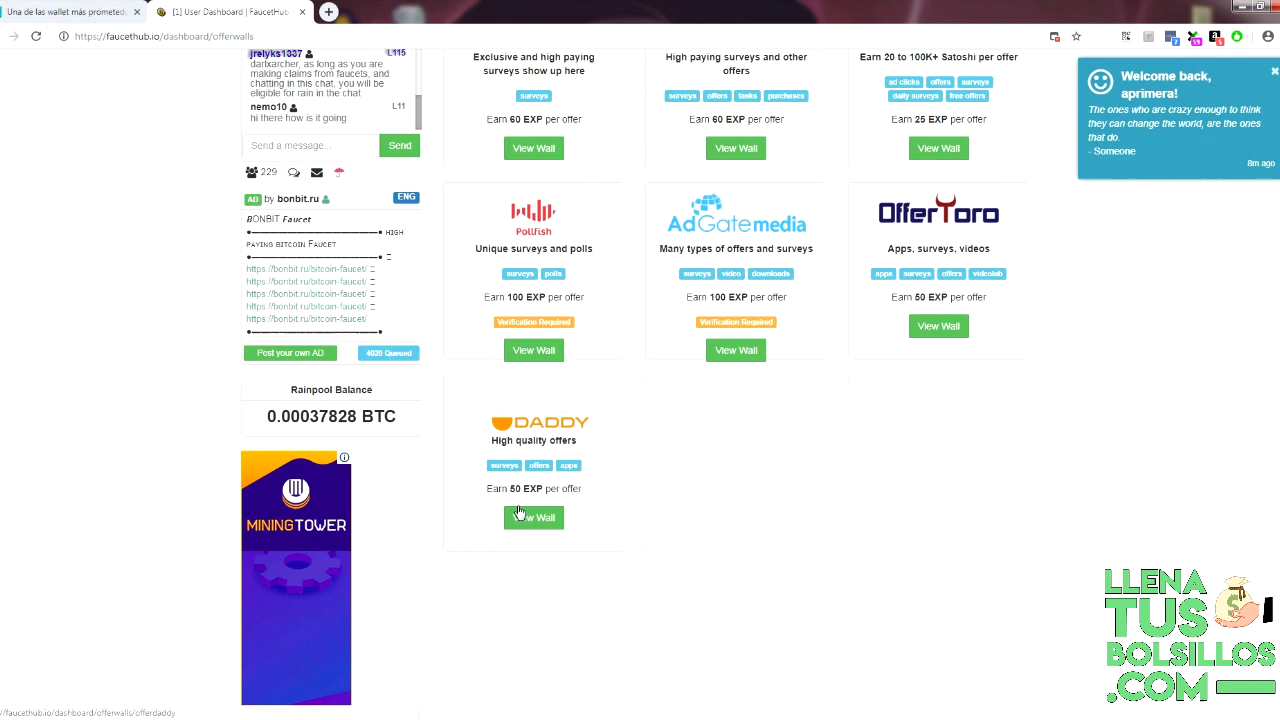 Una de las wallet más prometed
[1] User Dashboard | FaucetHub
https://faucethub.io/dashboard/offerwalls
59
5
jrelyks1337 L115
darlxarcher, as long as you are
making claims from faucets, and
chatting in this chat, you will be
eligible for rain in the chat
nemo10 L11
hi there how is it going
Send a message...
Send
229
AD by bonbit.ru
ENG
BONBIT Faucet
HIGH
PAYING BITCOIN FAUCET
https://bonbit.ru/bitcoin-faucet/
https://bonbit.ru/bitcoin-faucet/
https://bonbit.ru/bitcoin-faucet/
https://bonbit.ru/bitcoin-faucet/
https://bonbit.ru/bitcoin-faucet/
Post your own AD
4020 Queued
Rainpool Balance
0.00037828 BTC
MININGTOWER
Exclusive and high paying
surveys show up here
surveys
Earn 60 EXP per offer
View Wall
High paying surveys and other
offers
surveys offers tasks purchases
Earn 60 EXP per offer
View Wall
Earn 20 to 100K+ Satoshi per offer
ad clicks offers surveys
daily surveys free offers
Earn 25 EXP per offer
View Wall
Pollfish
Unique surveys and polls
surveys polls
Earn 100 EXP per offer
Verification Required
View Wall
AdGatemedia
Many types of offers and surveys
surveys video downloads
Earn 100 EXP per offer
Verification Required
View Wall
OfferToro
Apps, surveys, videos
apps surveys offers videolab
Earn 50 EXP per offer
View Wall
DADDY
High quality offers
surveys offers apps
Earn 50 EXP per offer
View Wall
Welcome back,
aprimera!
The ones who are crazy enough to think
they can change the world, are the ones
that do.
- Someone
8m ago
LLENA
TUS
BOLSILLOS
.COM
//faucethub.io/dashboard/offerwalls/offerdaddy